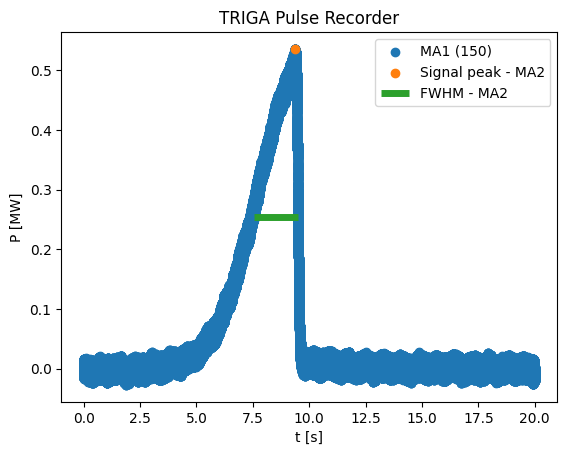 TRIGA Pulse Recorder
MA1 (150)
Signal peak - MA2
FWHM - MA2
P [MW]
0.5
0.4
0.3
0.2
0.1
0.0
0.0 2.5 5.0 7.5 10.0 12.5 15.0 17.5 20.0
t [s]